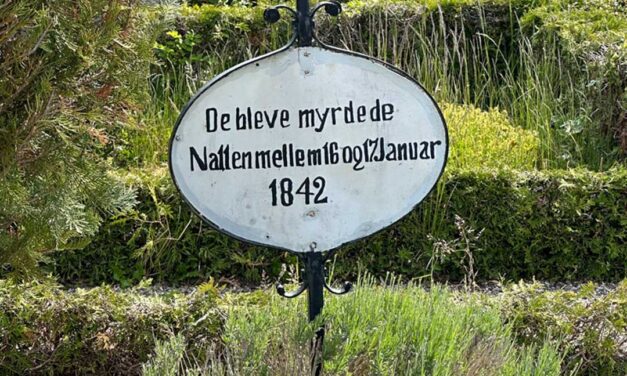 De bleve myrdede
Natten mellem 16 og 17 Januar
1842